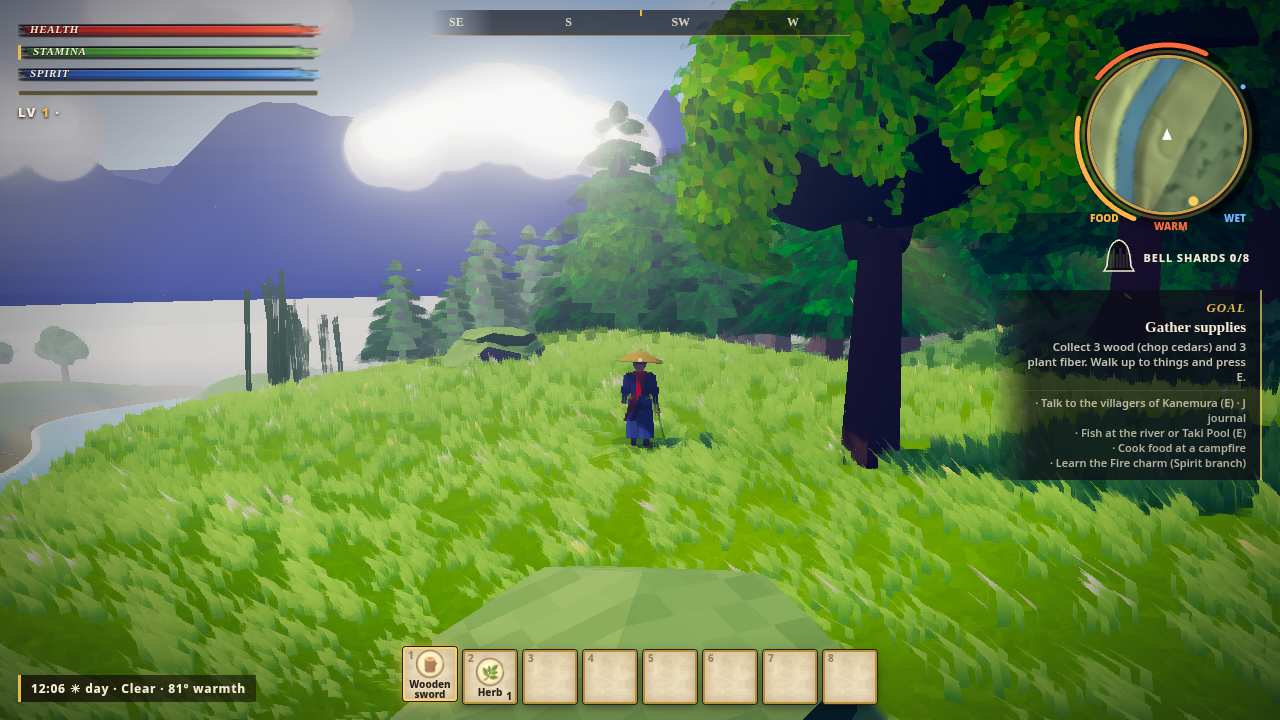 HEALTH
STAMINA
SPIRIT
LV 1 ·
SE S SW W
FOOD
WARM
WET
BELL SHARDS 0/8
GOAL
Gather supplies
Collect 3 wood (chop cedars) and 3
plant fiber. Walk up to things and press
E.
· Talk to the villagers of Kanemura (E) · J
journal
· Fish at the river or Taki Pool (E)
· Cook food at a campfire
· Learn the Fire charm (Spirit branch)
1 2 3 4 5 6 7 8
Wooden
sword
Herb 1
12:06 ☀ day · Clear · 81° warmth